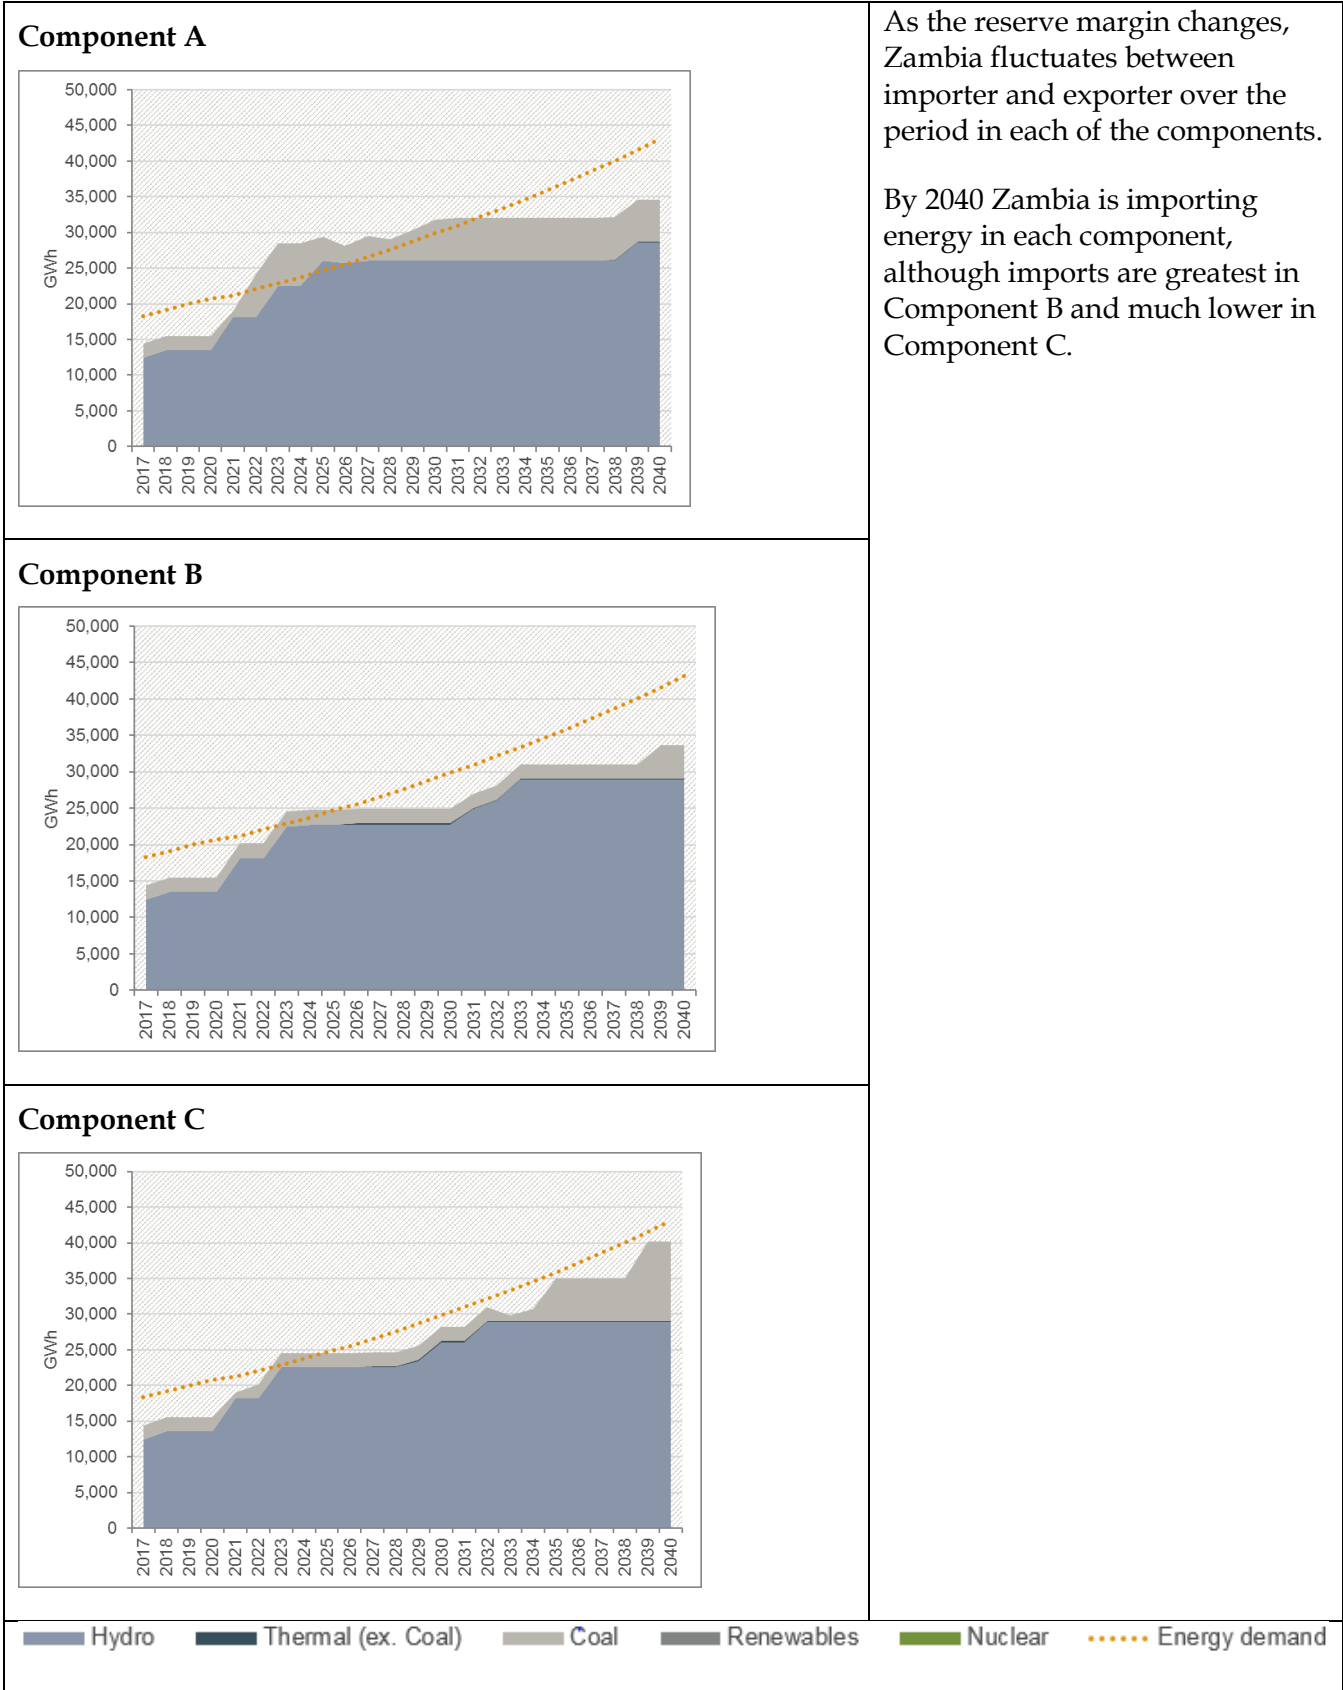 Component A
50,000
45,000
40,000
35,000
30,000
25,000
20,000
15,000
10,000
5,000
0
GWh
2017 2018 2019 2020 2021 2022 2023 2024 2025 2026 2027 2028 2029 2030 2031 2032 2033 2034 2035 2036 2037 2038 2039 2040
As the reserve margin changes,
Zambia fluctuates between
importer and exporter over the
period in each of the components.
By 2040 Zambia is importing
energy in each component,
although imports are greatest in
Component B and much lower in
Component C.
Component B
50,000
45,000
40,000
35,000
30,000
25,000
20,000
15,000
10,000
5,000
0
GWh
2017 2018 2019 2020 2021 2022 2023 2024 2025 2026 2027 2028 2029 2030 2031 2032 2033 2034 2035 2036 2037 2038 2039 2040
Component C
50,000
45,000
40,000
35,000
30,000
25,000
20,000
15,000
10,000
5,000
0
GWh
2017 2018 2019 2020 2021 2022 2023 2024 2025 2026 2027 2028 2029 2030 2031 2032 2033 2034 2035 2036 2037 2038 2039 2040
Hydro Thermal (ex. Coal) Coal Renewables Nuclear Energy demand